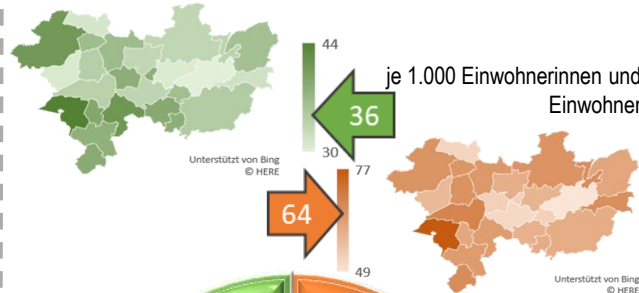 44
je 1.000 Einwohnerinnen und
Einwohner
36
30
Unterstützt von Bing
© HERE
77
64
49
Unterstützt von Bing
© HERE